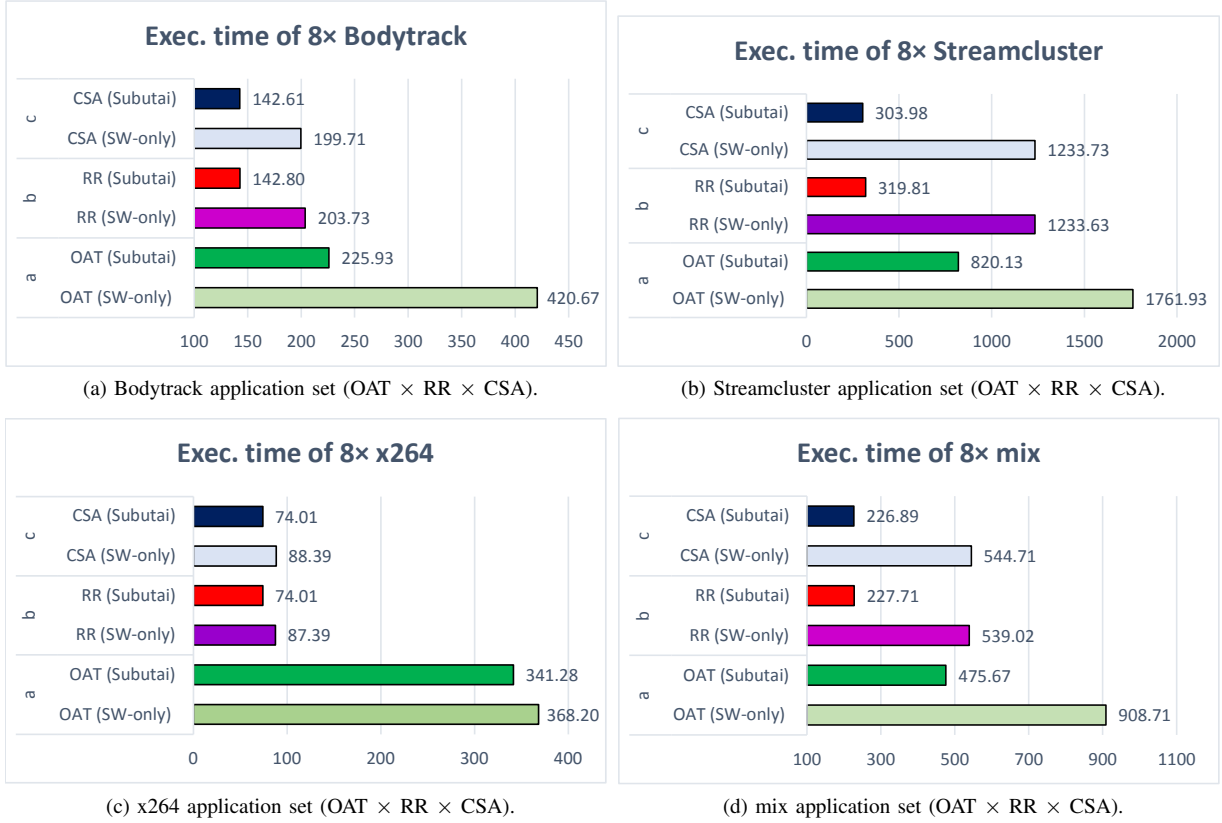 Exec. time of 8× Bodytrack
c
CSA (Subutai)
142.61
CSA (SW-only)
199.71
b
RR (Subutai)
142.80
RR (SW-only)
203.73
a
OAT (Subutai)
225.93
OAT (SW-only)
420.67
100 150 200 250 300 350 400 450
(a) Bodytrack application set (OAT × RR × CSA).
Exec. time of 8× Streamcluster
c
CSA (Subutai)
303.98
CSA (SW-only)
1233.73
b
RR (Subutai)
319.81
RR (SW-only)
1233.63
a
OAT (Subutai)
820.13
OAT (SW-only)
1761.93
0 500 1000 1500 2000
(b) Streamcluster application set (OAT × RR × CSA).
Exec. time of 8× x264
c
CSA (Subutai)
74.01
CSA (SW-only)
88.39
b
RR (Subutai)
74.01
RR (SW-only)
87.39
a
OAT (Subutai)
341.28
OAT (SW-only)
368.20
0 100 200 300 400
(c) x264 application set (OAT × RR × CSA).
Exec. time of 8× mix
c
CSA (Subutai)
226.89
CSA (SW-only)
544.71
b
RR (Subutai)
227.71
RR (SW-only)
539.02
a
OAT (Subutai)
475.67
OAT (SW-only)
908.71
100 300 500 700 900 1100
(d) mix application set (OAT × RR × CSA).